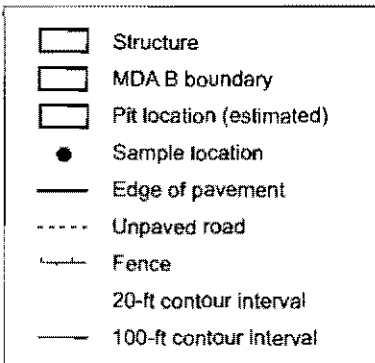 Structure
MDA B boundary
Pit location (estimated)
Sample location
Edge of pavement
Unpaved road
Fence
20-ft contour interval
100-ft contour interval